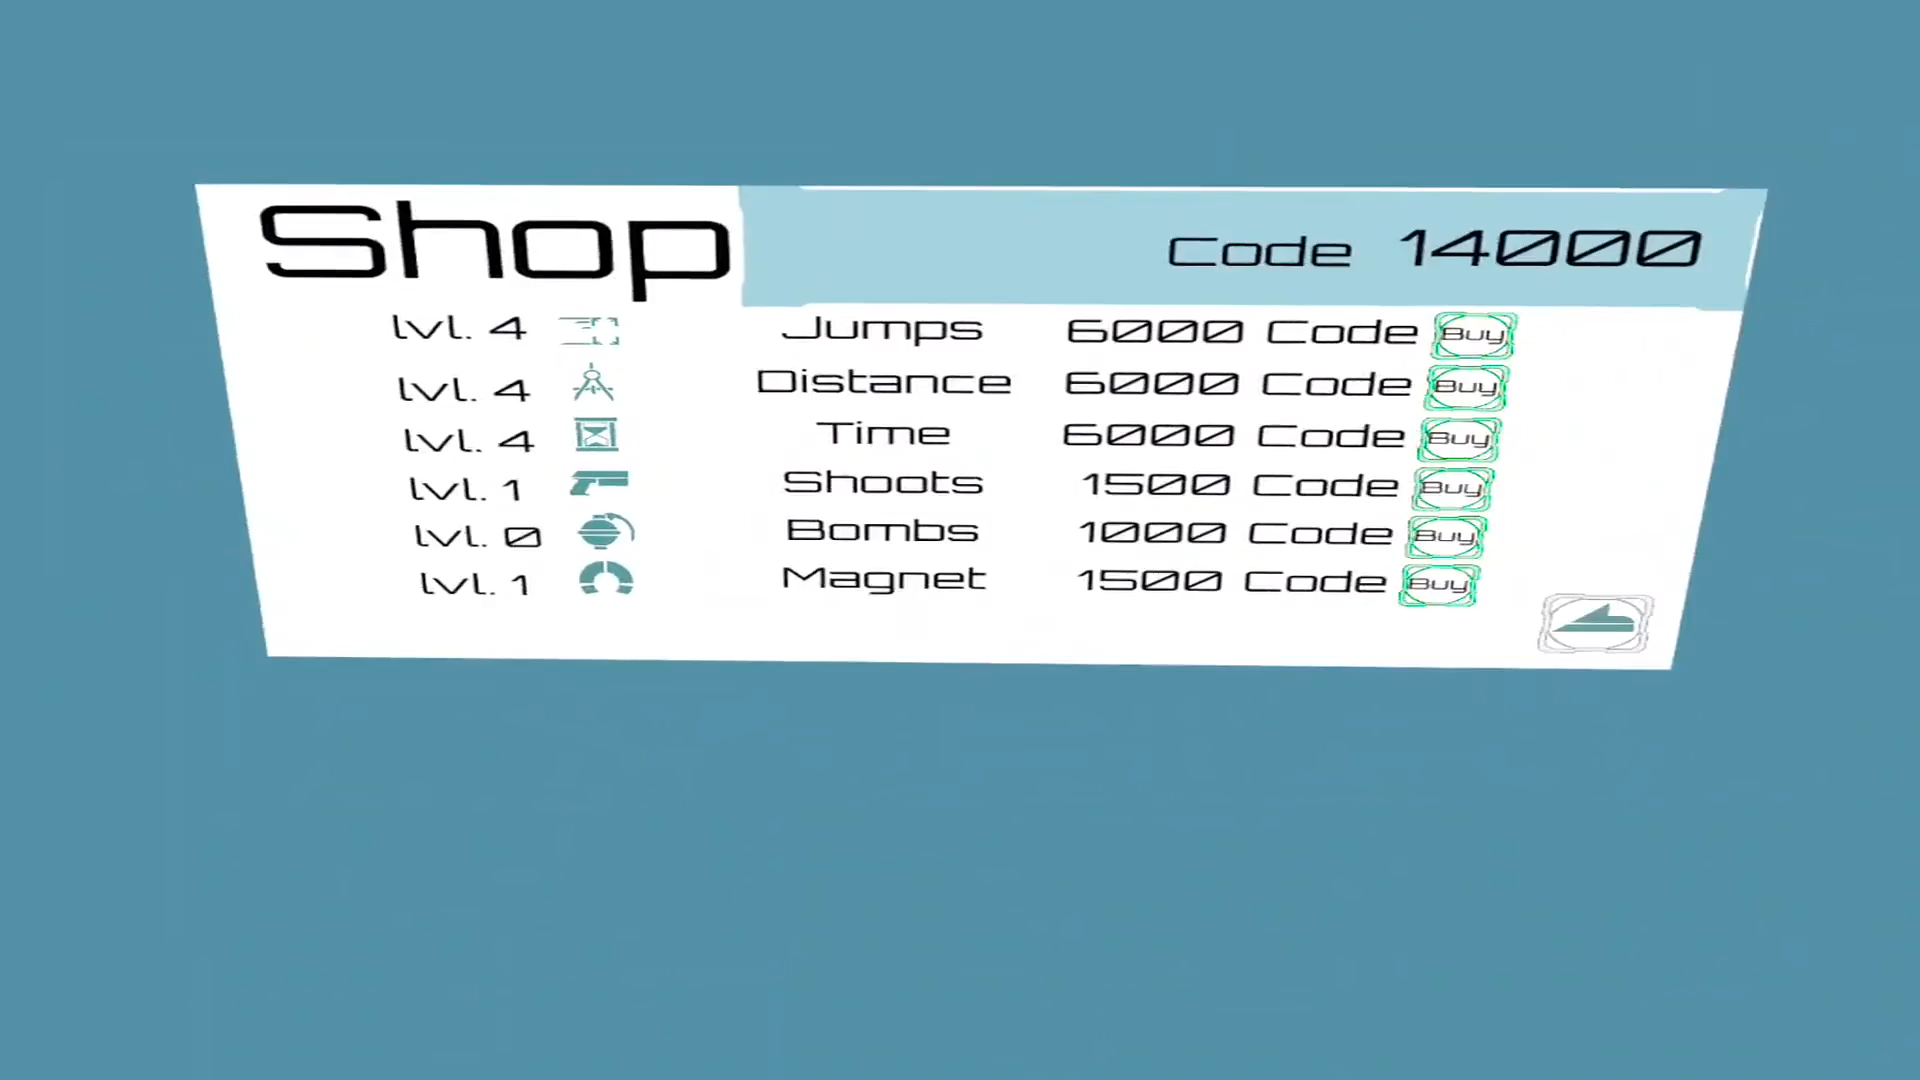 Shop
Code 14000
lvl. 4 Jumps 6000 Code Buy
lvl. 4 Distance 6000 Code Buy
lvl. 4 Time 6000 Code Buy
lvl. 1 Shoots 1500 Code Buy
lvl. 0 Bombs 1000 Code Buy
lvl. 1 Magnet 1500 Code Buy